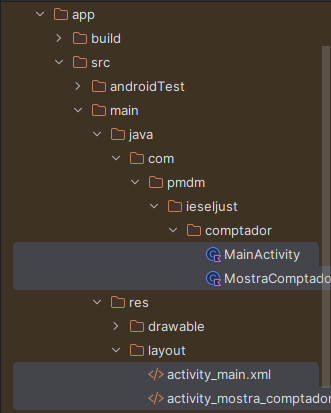 app
build
src
androidTest
main
java
com
pmdm
ieseljust
comptador
MainActivity
MostraComptado
res
drawable
layout
activity_main.xml
activity_mostra_comptador